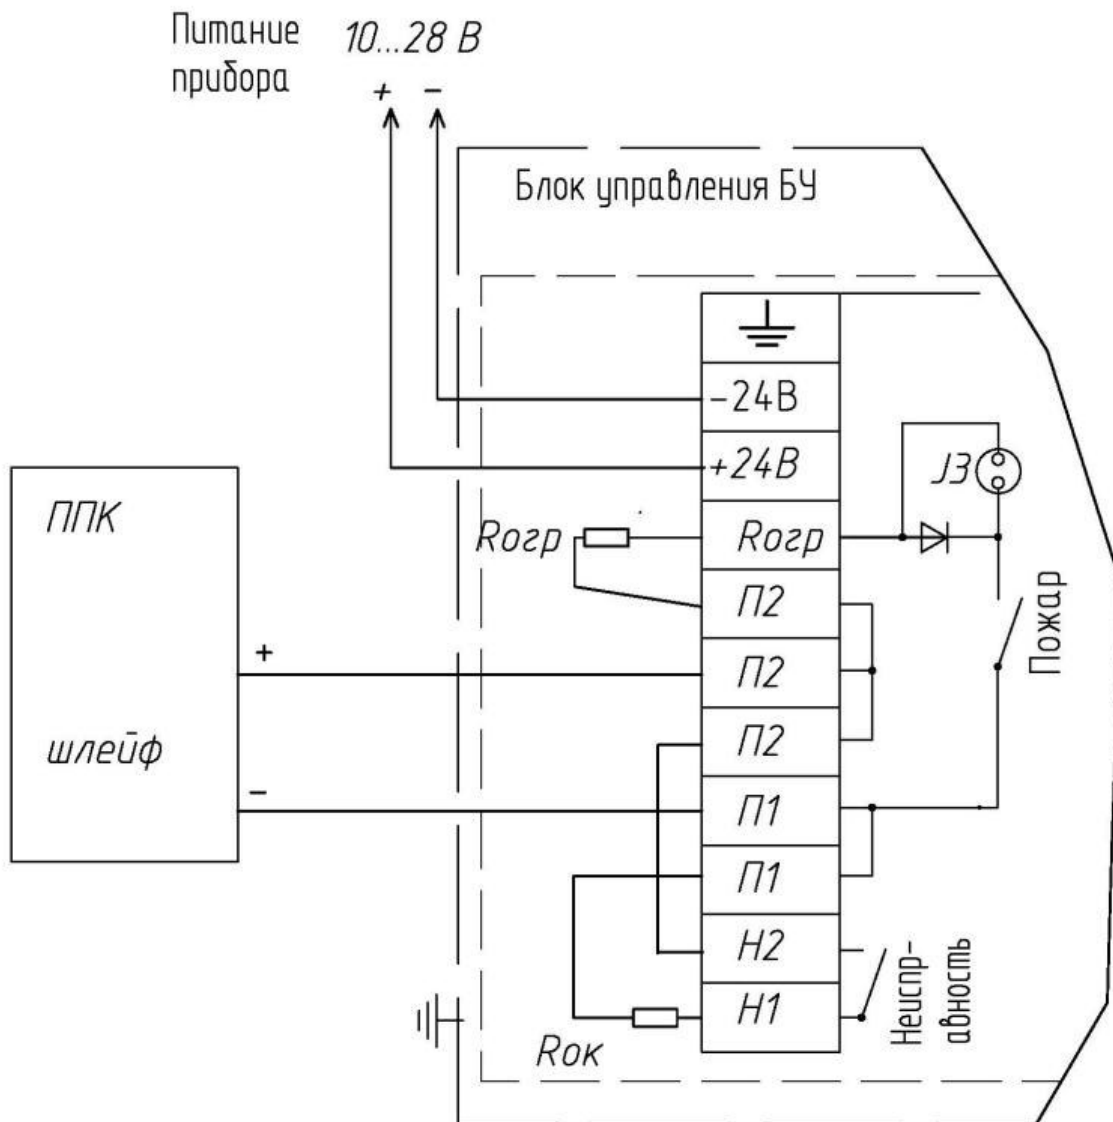 Питание 10...28 В
прибора
+ -
Блок управления БУ
-24В
+24В
ППК
J3
Rогр
Rогр
П2
Пожар
+
П2
шлейф
П2
-
П1
П1
Н2
Неиспр-
авность
Н1
Rок